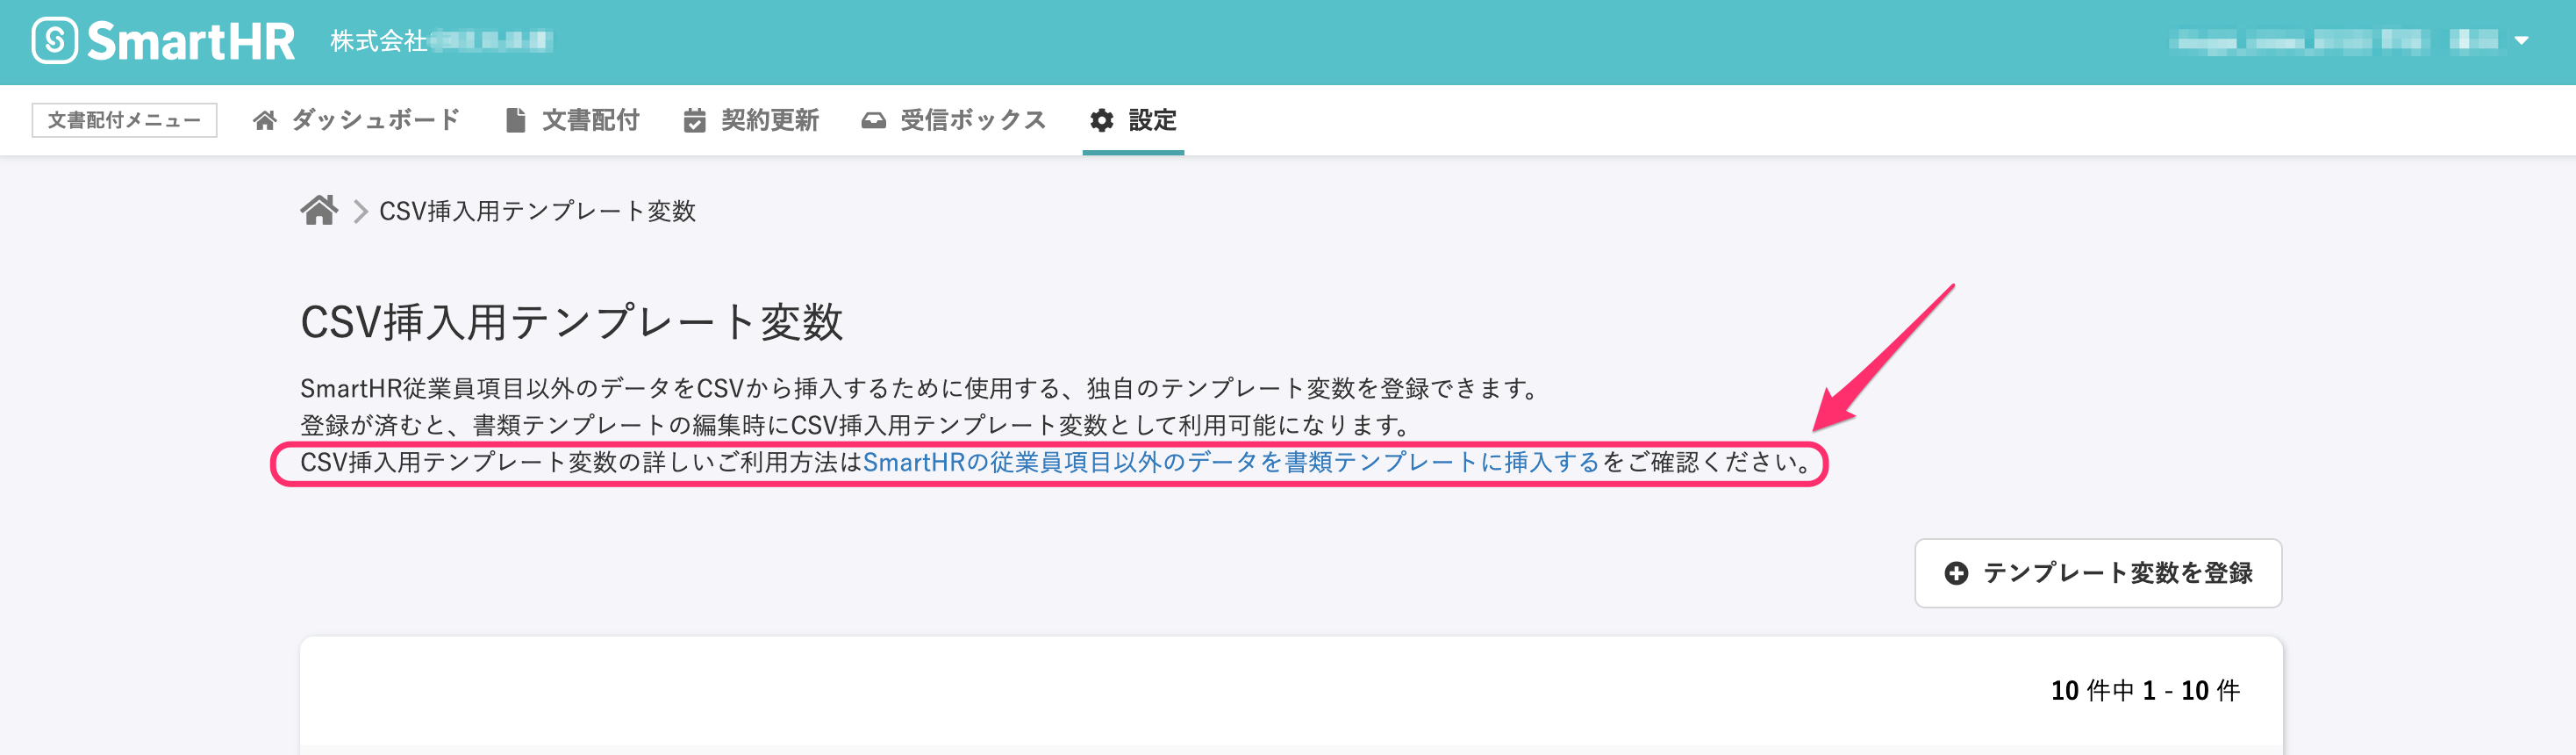 SmartHR 株式会社
文書配付メニュー ダッシュボード 文書配付 契約更新 受信ボックス 設定
CSV挿入用テンプレート変数
CSV挿入用テンプレート変数
SmartHR従業員項目以外のデータをCSVから挿入するために使用する、独自のテンプレート変数を登録できます。
登録が済むと、書類テンプレートの編集時にCSV挿入用テンプレート変数として利用可能になります。
CSV挿入用テンプレート変数の詳しいご利用方法はSmartHRの従業員項目以外のデータを書類テンプレートに挿入するをご確認ください。
テンプレート変数を登録
10 件中 1 - 10 件